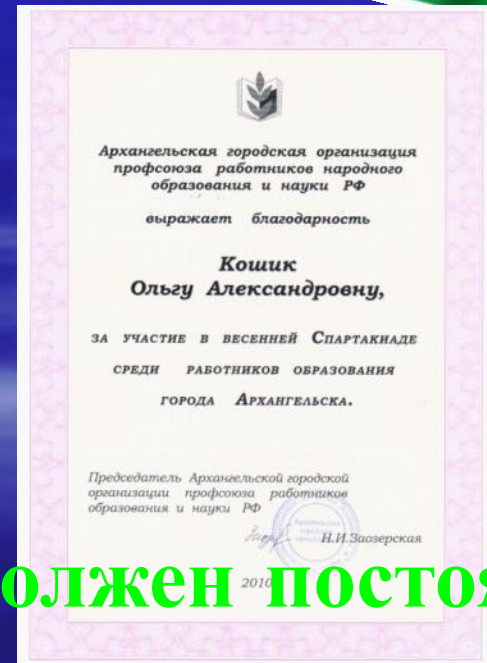 Архангельская городская организация
профсоюза работников народного
образования и науки РФ
выражает благодарность
Кошик
Ольгу Александровну,
за участие в весенней Спартакиаде
среди работников образования
города Архангельска.
Председатель Архангельской городской
организации профсоюза работников
образования и науки РФ
Н.И.Заозерская
2010
олжен постоя